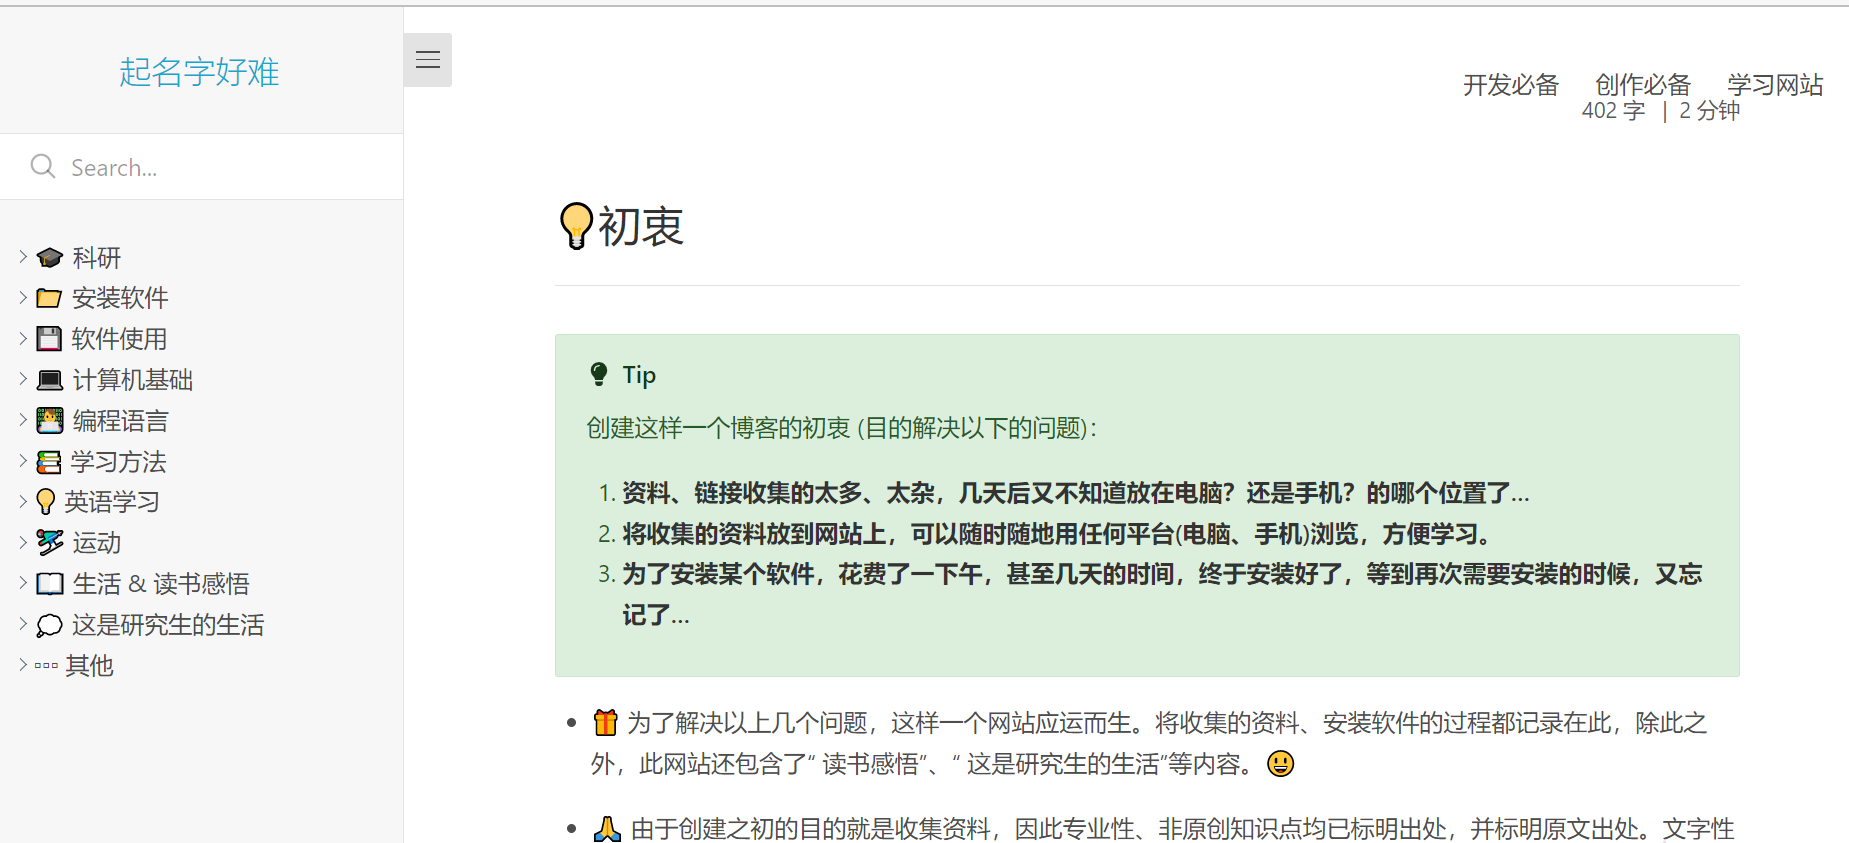 起名字好难
Search...
科研
安装软件
软件使用
计算机基础
编程语言
学习方法
英语学习
运动
生活 & 读书感悟
这是研究生的生活
其他
开发必备 创作必备 学习网站
402 字 | 2 分钟
初衷
Tip
创建这样一个博客的初衷 (目的解决以下的问题)：
1. 资料、链接收集的太多、太杂，几天后又不知道放在电脑？还是手机？的哪个位置了...
2. 将收集的资料放到网站上，可以随时随地用任何平台(电脑、手机)浏览，方便学习。
3. 为了安装某个软件，花费了一下午，甚至几天的时间，终于安装好了，等到再次需要安装的时候，又忘
记了...
为了解决以上几个问题，这样一个网站应运而生。将收集的资料、安装软件的过程都记录在此，除此之
外，此网站还包含了“ 读书感悟”、“ 这是研究生的生活”等内容。
由于创建之初的目的就是收集资料，因此专业性、非原创知识点均已标明出处，并标明原文出处。文字性